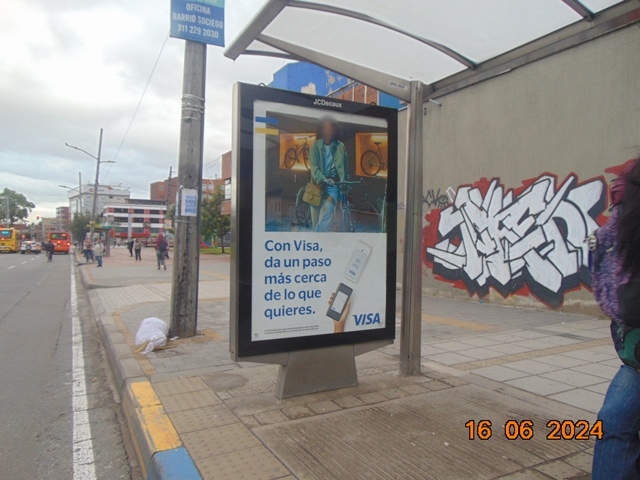 OFICINA
BARRIO SOCIEGO
311 229 2030
JCDecaux
Con Visa,
da un paso
más cerca
de lo que
quieres.
VISA
16 06 2024